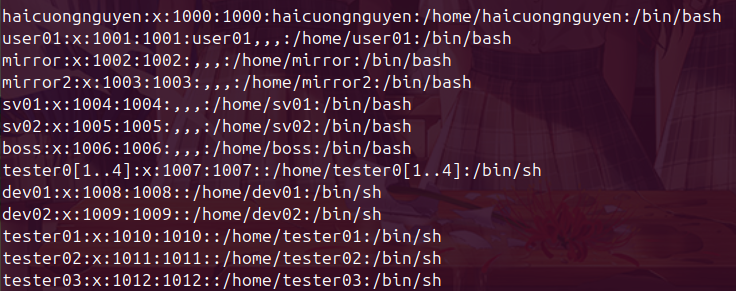 haicuongnguyen:x:1000:1000:haicuongnguyen:/home/haicuongnguyen:/bin/bash
user01:x:1001:1001:user01,,,:/home/user01:/bin/bash
mirror:x:1002:1002:,,,:/home/mirror:/bin/bash
mirror2:x:1003:1003:,,,:/home/mirror2:/bin/bash
sv01:x:1004:1004:,,,:/home/sv01:/bin/bash
sv02:x:1005:1005:,,,:/home/sv02:/bin/bash
boss:x:1006:1006:,,,:/home/boss:/bin/bash
tester0[1..4]:x:1007:1007::/home/tester0[1..4]:/bin/sh
dev01:x:1008:1008::/home/dev01:/bin/sh
dev02:x:1009:1009::/home/dev02:/bin/sh
tester01:x:1010:1010::/home/tester01:/bin/sh
tester02:x:1011:1011::/home/tester02:/bin/sh
tester03:x:1012:1012::/home/tester03:/bin/sh